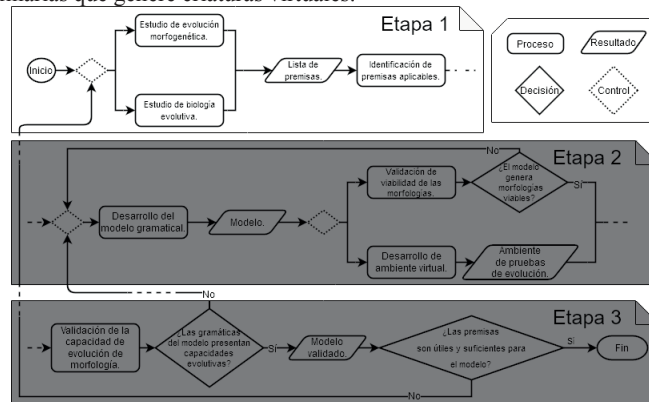 que genere criaturas virtuales.
Etapa 1
Inicio
Estudio de evolución
morfogenética.
Estudio de biología
evolutiva.
Lista de
premisas.
Identificación de
premisas aplicables.
Proceso
Resultado
Decisión
Control
Etapa 2
No
Desarrollo del
modelo gramatical.
Modelo.
Validación de
viabilidad de las
morfologías.
¿El modelo
genera
morfologías
viables?
Sí
Desarrollo de
ambiente virtual.
Ambiente
de pruebas
de evolución.
Etapa 3
No
Validación de la
capacidad de
evolución de
morfología.
¿Las gramáticas
del modelo presentan
capacidades
evolutivas?
Sí
Modelo
validado.
¿Las premisas
son útiles y suficientes para
el modelo?
Si
Fin
No